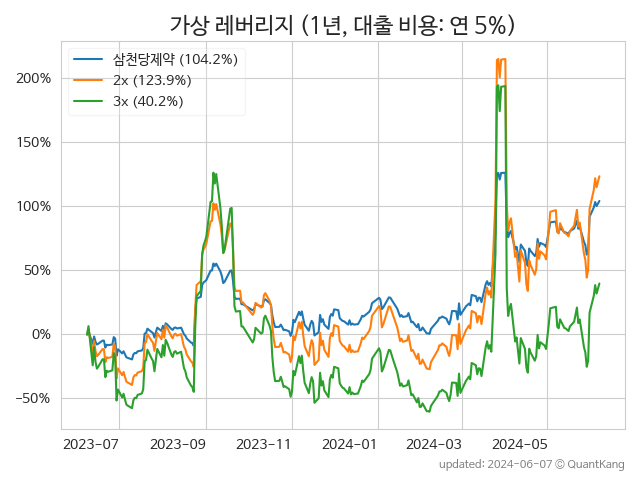 가상 레버리지 (1년, 대출 비용: 연 5%)
삼천당제약 (104.2%)
2x (123.9%)
3x (40.2%)
200%
150%
100%
50%
0%
−50%
2023-07 2023-09 2023-11 2024-01 2024-03 2024-05
updated: 2024-06-07 © QuantKang